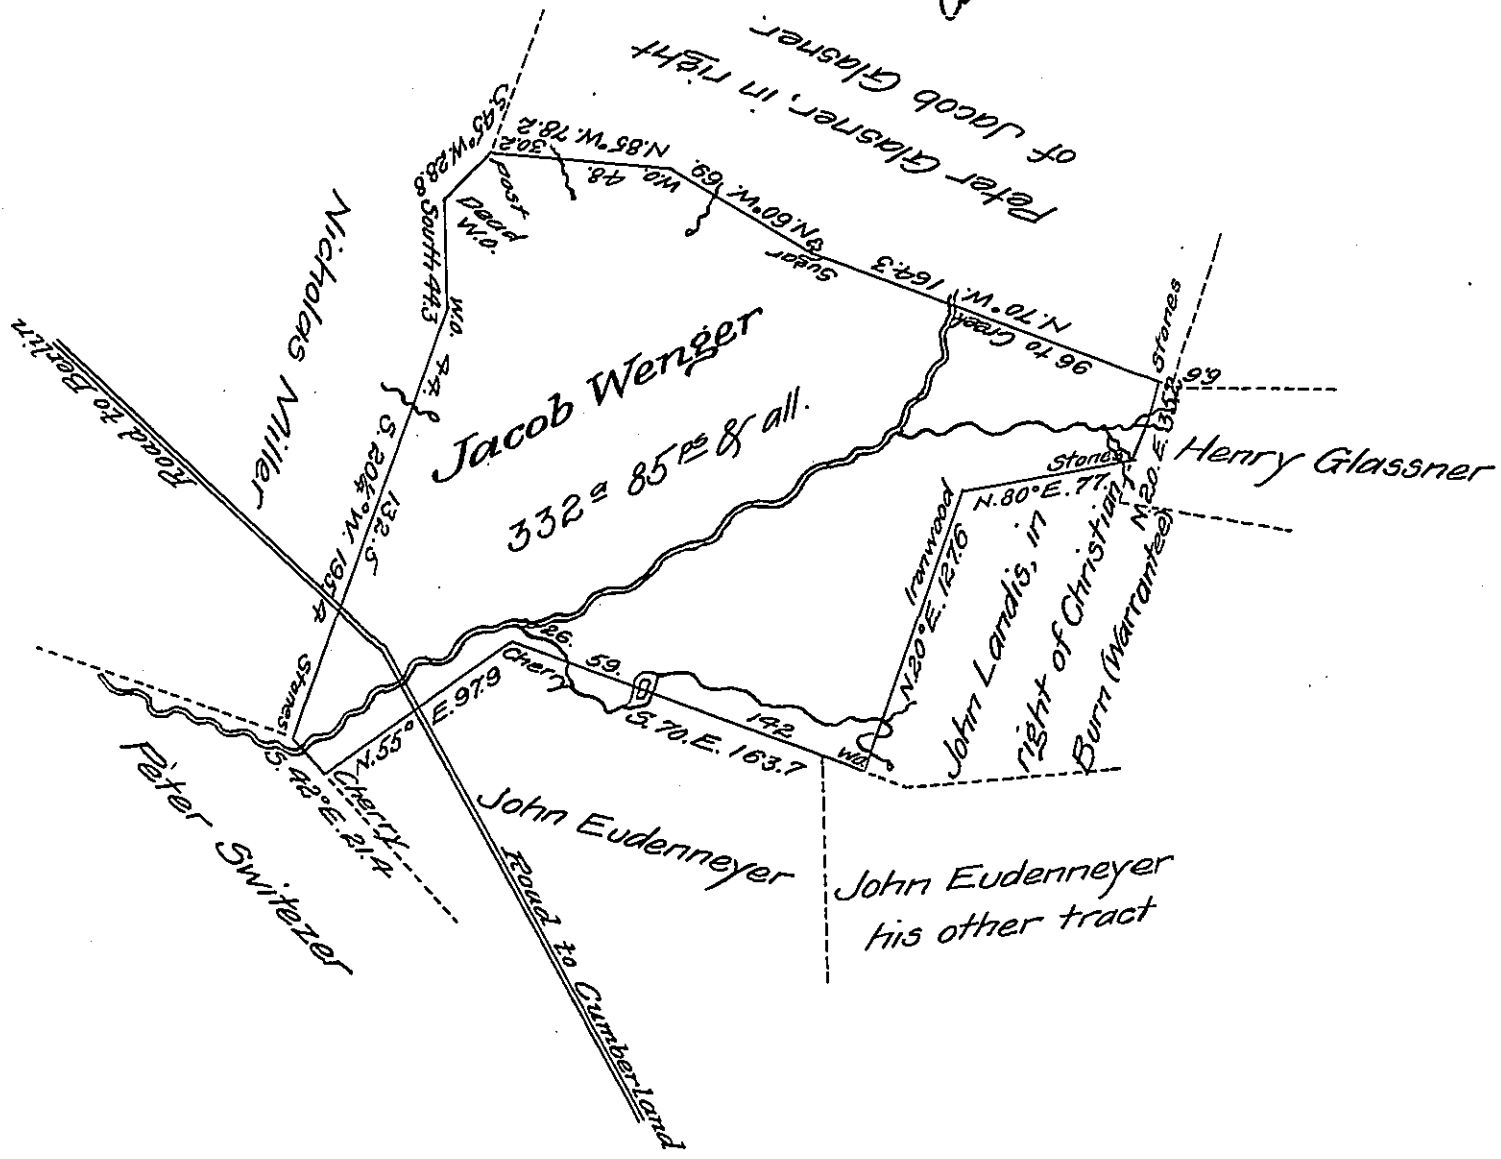 Peter Glasner, in right
of Jacob Glasner
S. 45° W. 28.8
30.2
N. 85° W. 78.2
48.
W.O.
N. 60° W. 69.
Sugar
N. 70° W. 164.3
96 to Creek
Stones
6.6
Post
Dead
W.O.
South 44.3
Nicholas Miller
Road to Berlin
W.O. 44.
S. 20¼° W. 195.4
132.5
Jacob Wenger
332ᵃ 85ᵖˢ & all.
Henry Glassner
N. 20. E. 35.2
Stones
N. 80° E. 77.
Ironwood
N. 20° E. 127.6
John Landis, in
right of Christian
Burn (Warrantee)
Stones
26.
59.
Cherry
142
W.O.
S. 70. E. 163.7
N. 55° E. 97.9
Cherry
S. 42° E. 21.4
Peter Switezer
John Eudenneyer
John Eudenneyer
his other tract
Road to Cumberland